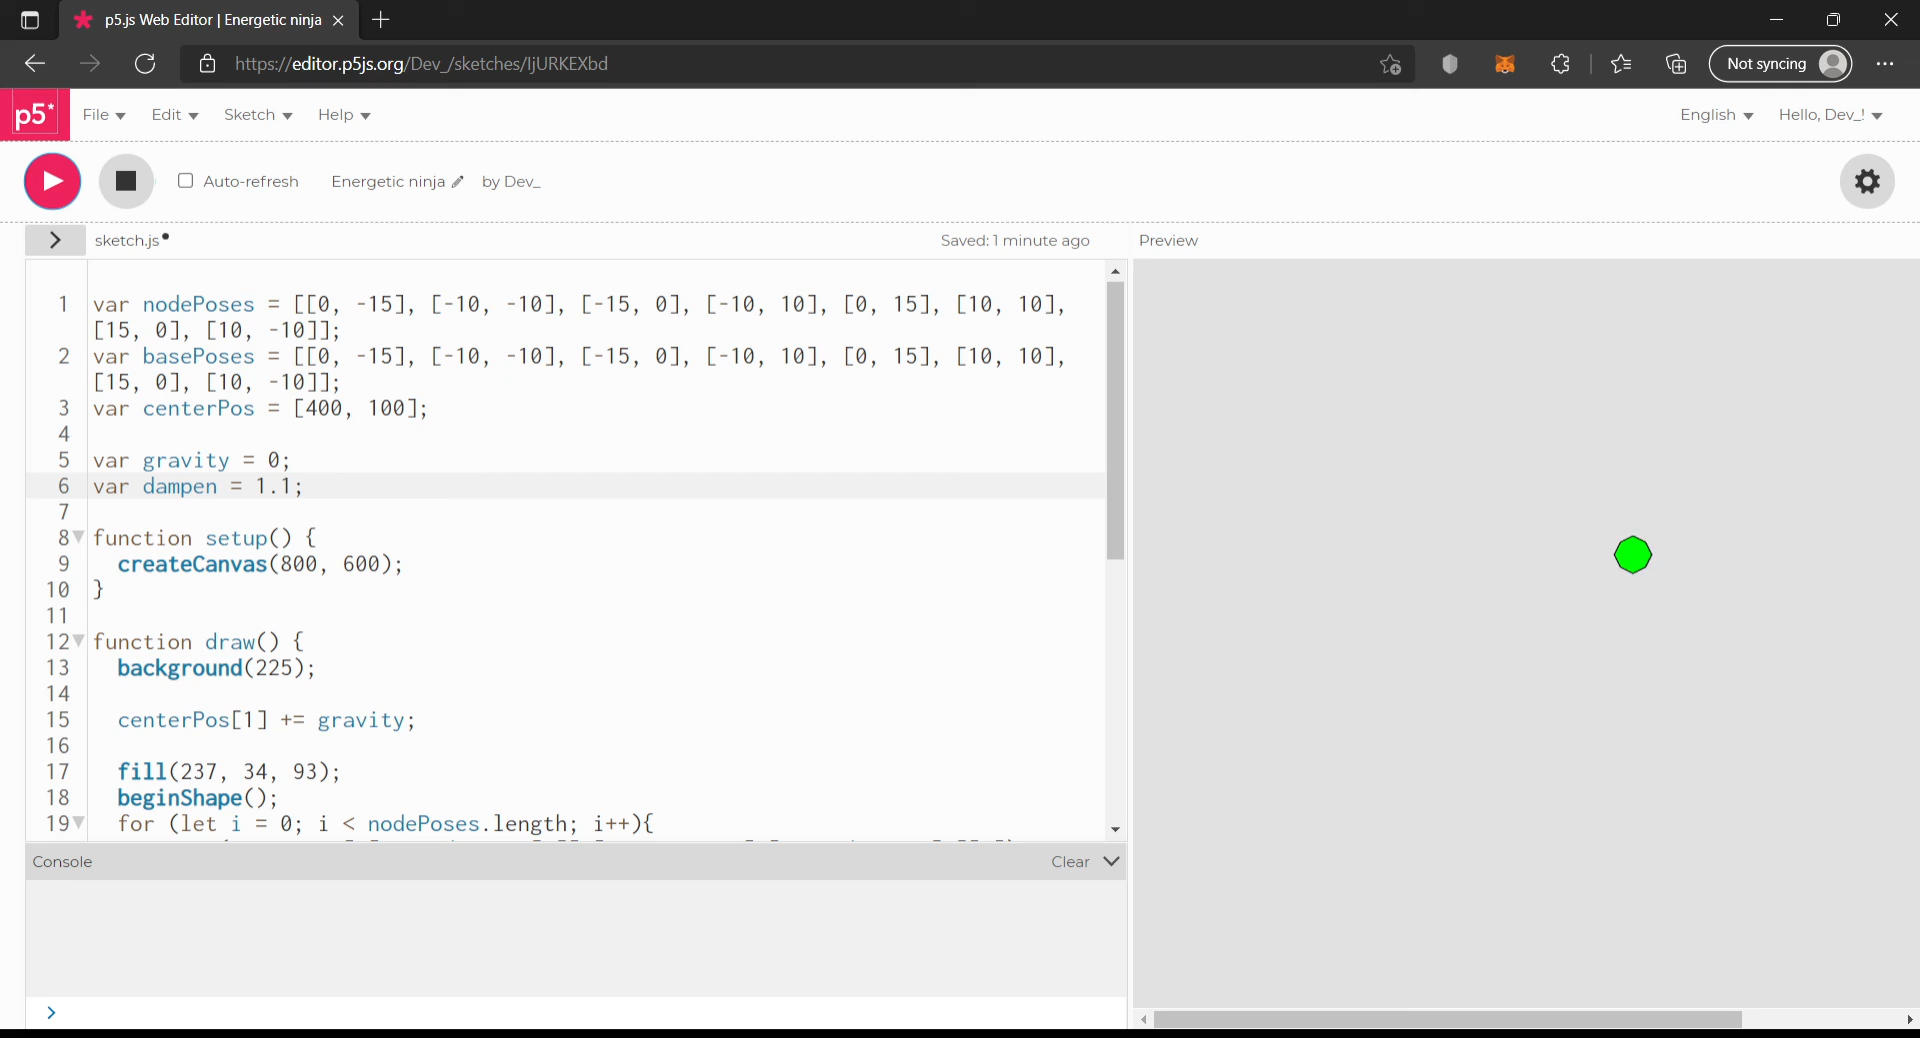 p5.js Web Editor | Energetic ninja
https://editor.p5js.org/Dev_/sketches/IjURKEXbd
Not syncing
p5*
File
Edit
Sketch
Help
English
Hello, Dev_!
Auto-refresh
Energetic ninja
by Dev_
sketch.js
Saved: 1 minute ago
Preview
1 var nodePoses = [[0, -15], [-10, -10], [-15, 0], [-10, 10], [0, 15], [10, 10],
[15, 0], [10, -10]];
2 var basePoses = [[0, -15], [-10, -10], [-15, 0], [-10, 10], [0, 15], [10, 10],
[15, 0], [10, -10]];
3 var centerPos = [400, 100];
4
5 var gravity = 0;
6 var dampen = 1.1;
7
8 function setup() {
9 createCanvas(800, 600);
10 }
11
12 function draw() {
13 background(225);
14
15 centerPos[1] += gravity;
16
17 fill(237, 34, 93);
18 beginShape();
19 for (let i = 0; i < nodePoses.length; i++){
Console
Clear